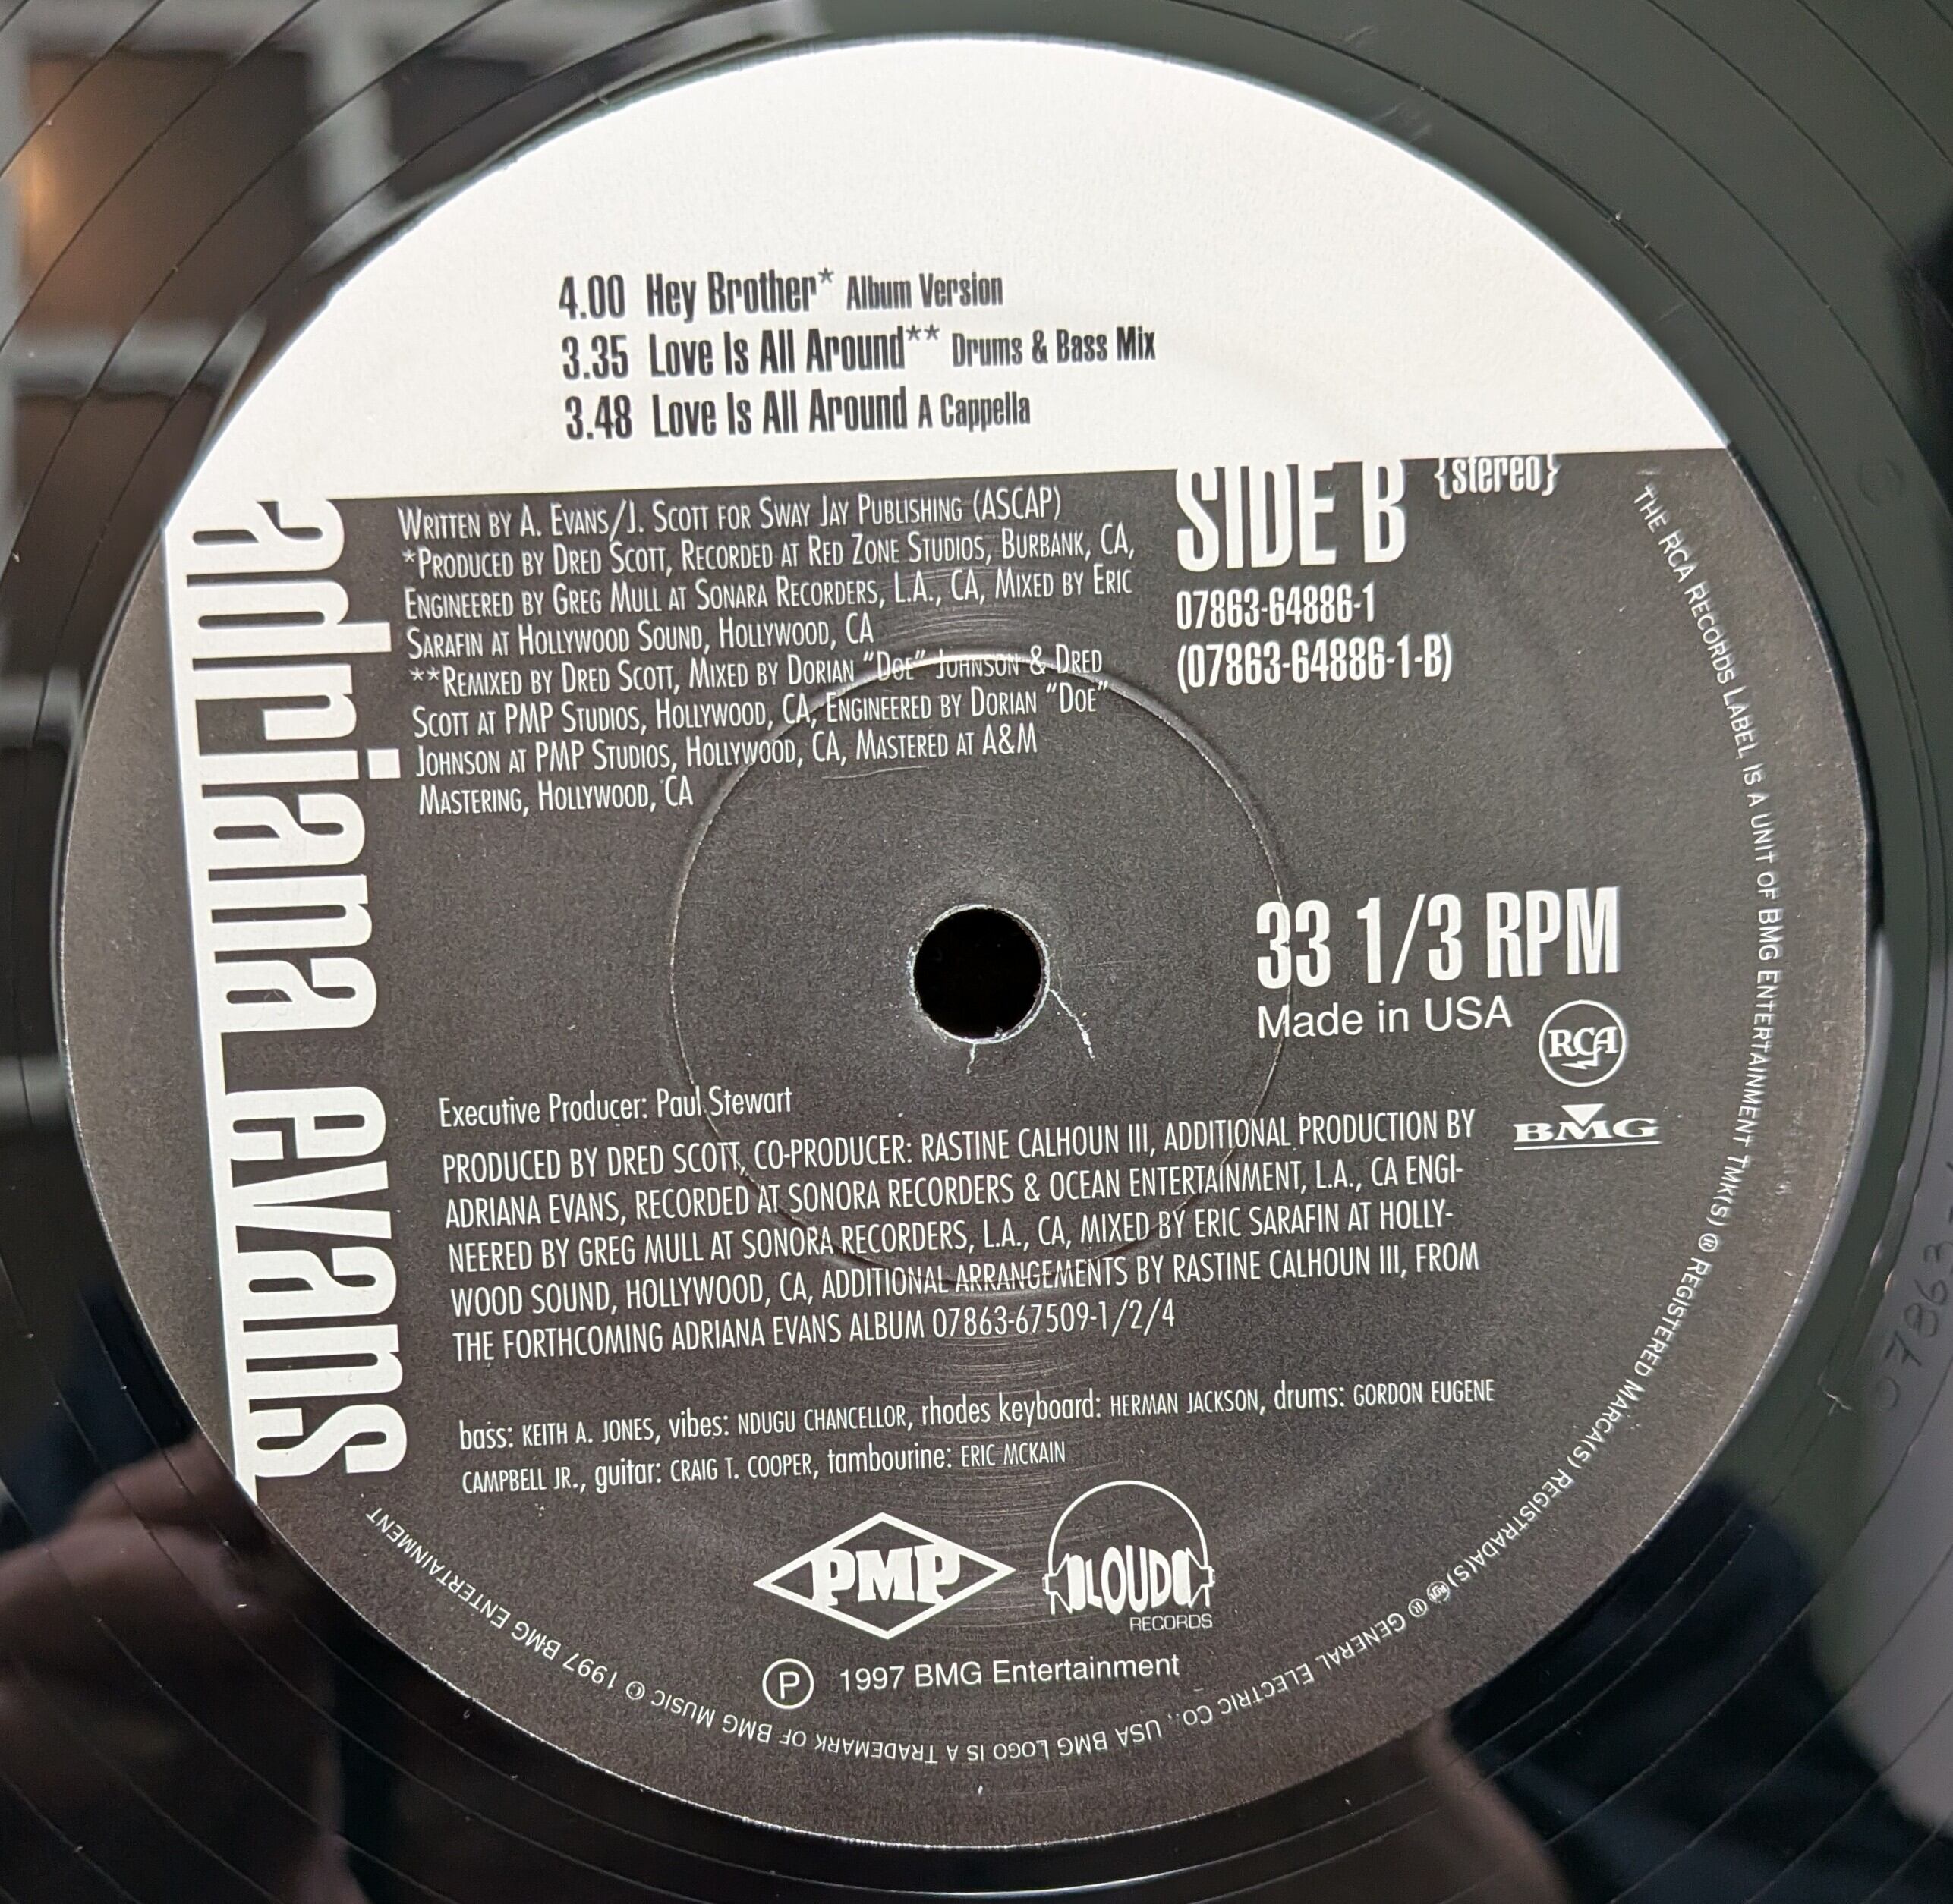 4.00 Hey Brother* Album Version
3.35 Love Is All Around** Drums & Bass Mix
3.48 Love Is All Around A Cappella
adriana evans
WRITTEN BY A. EVANS/J. SCOTT FOR SWAY JAY PUBLISHING (ASCAP)
*PRODUCED BY DRED SCOTT, RECORDED AT RED ZONE STUDIOS, BURBANK, CA,
ENGINEERED BY GREG MULL AT SONARA RECORDERS, L.A., CA, MIXED BY ERIC
SARAFIN AT HOLLYWOOD SOUND, HOLLYWOOD, CA
**REMIXED BY DRED SCOTT, MIXED BY DORIAN "DOE" JOHNSON & DRED
SCOTT AT PMP STUDIOS, HOLLYWOOD, CA, ENGINEERED BY DORIAN "DOE"
JOHNSON AT PMP STUDIOS, HOLLYWOOD, CA, MASTERED AT A&M
MASTERING, HOLLYWOOD, CA
SIDE B {stereo}
07863-64886-1
(07863-64886-1-B)
33 1/3 RPM
Made in USA
RCA
BMG
Executive Producer: Paul Stewart
PRODUCED BY DRED SCOTT, CO-PRODUCER: RASTINE CALHOUN III, ADDITIONAL PRODUCTION BY
ADRIANA EVANS, RECORDED AT SONORA RECORDERS & OCEAN ENTERTAINMENT, L.A., CA ENGI-
NEERED BY GREG MULL AT SONORA RECORDERS, L.A., CA, MIXED BY ERIC SARAFIN AT HOLLY-
WOOD SOUND, HOLLYWOOD, CA, ADDITIONAL ARRANGEMENTS BY RASTINE CALHOUN III, FROM
THE FORTHCOMING ADRIANA EVANS ALBUM 07863-67509-1/2/4
bass: KEITH A. JONES, vibes: NDUGU CHANCELLOR, rhodes keyboard: HERMAN JACKSON, drums: GORDON EUGENE
CAMPBELL JR., guitar: CRAIG T. COOPER, tambourine: ERIC MCKAIN
PMP
LOUD
RECORDS
Ⓟ 1997 BMG Entertainment
THE RCA RECORDS LABEL IS A UNIT OF BMG ENTERTAINMENT TMK(S) ® REGISTERED MARCA(S) REGISTRADA(S) RCA ® GENERAL ELECTRIC CO., USA BMG LOGO IS A TRADEMARK OF BMG MUSIC © 1997 BMG ENTERTAINMENT
07863